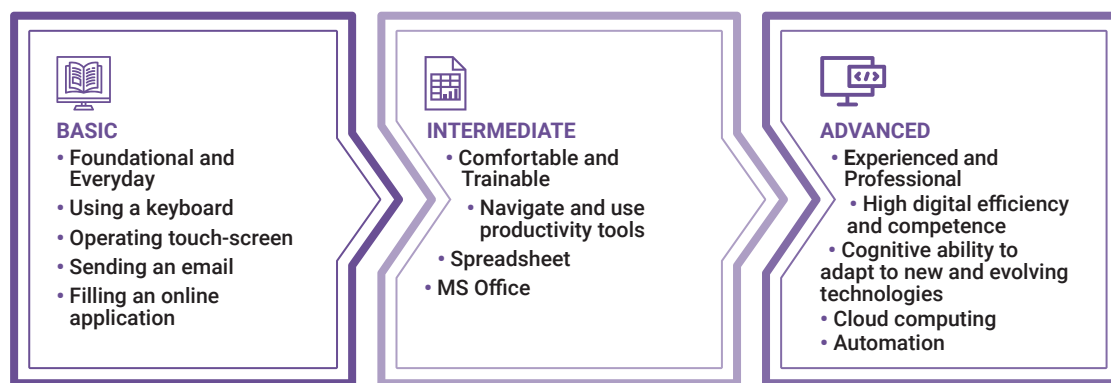 BASIC
• Foundational and
Everyday
• Using a keyboard
• Operating touch-screen
• Sending an email
• Filling an online
application
INTERMEDIATE
• Comfortable and
Trainable
• Navigate and use
productivity tools
• Spreadsheet
• MS Office
ADVANCED
• Experienced and
Professional
• High digital efficiency
and competence
• Cognitive ability to
adapt to new and evolving
technologies
• Cloud computing
• Automation